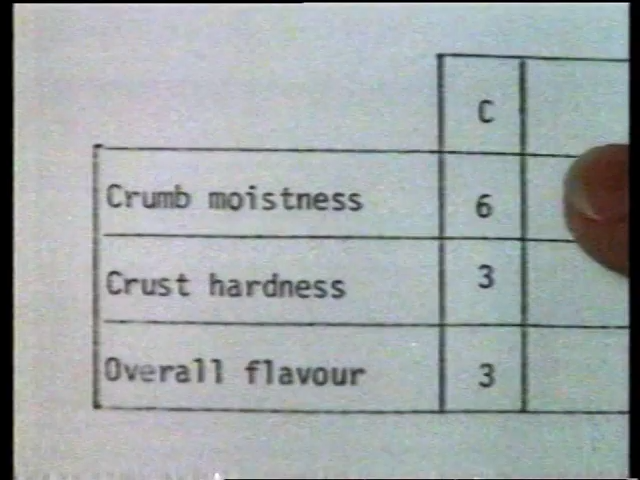 C
Crumb moistness 6
Crust hardness 3
Overall flavour 3